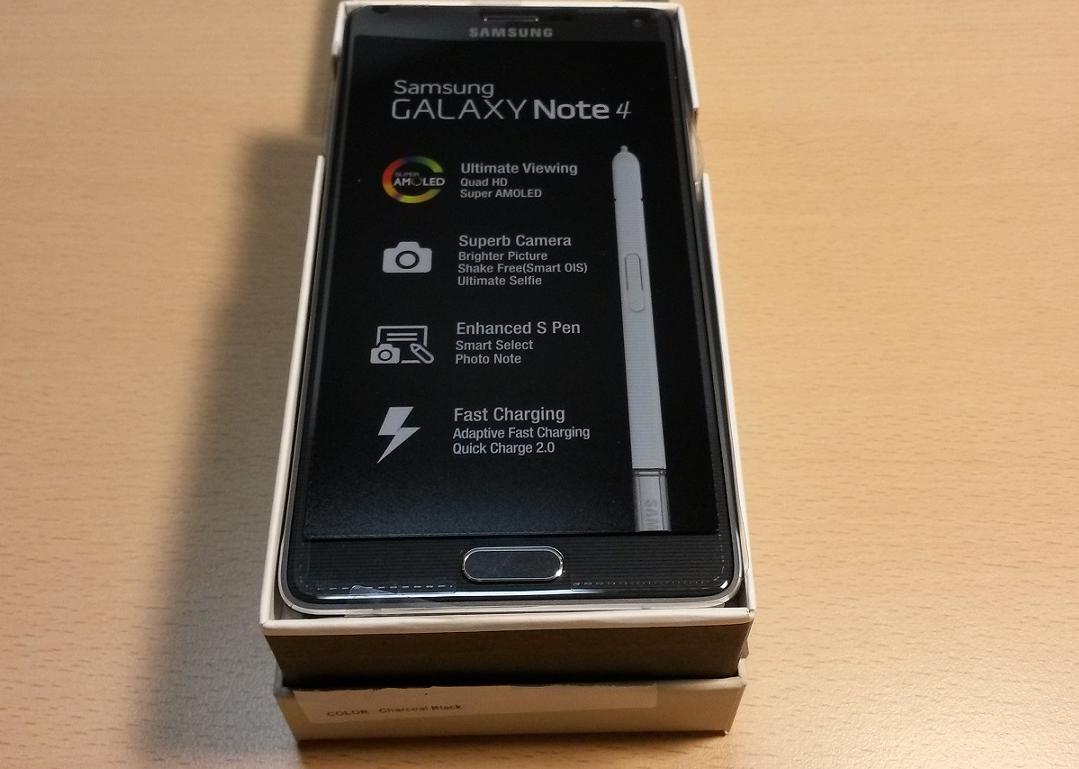 SAMSUNG
Samsung
GALAXY Note 4
SUPER
AMOLED
Ultimate Viewing
Quad HD
Super AMOLED
Superb Camera
Brighter Picture
Shake Free(Smart OIS)
Ultimate Selfie
Enhanced S Pen
Smart Select
Photo Note
Fast Charging
Adaptive Fast Charging
Quick Charge 2.0
SAM
COLOR : Charcoal Black